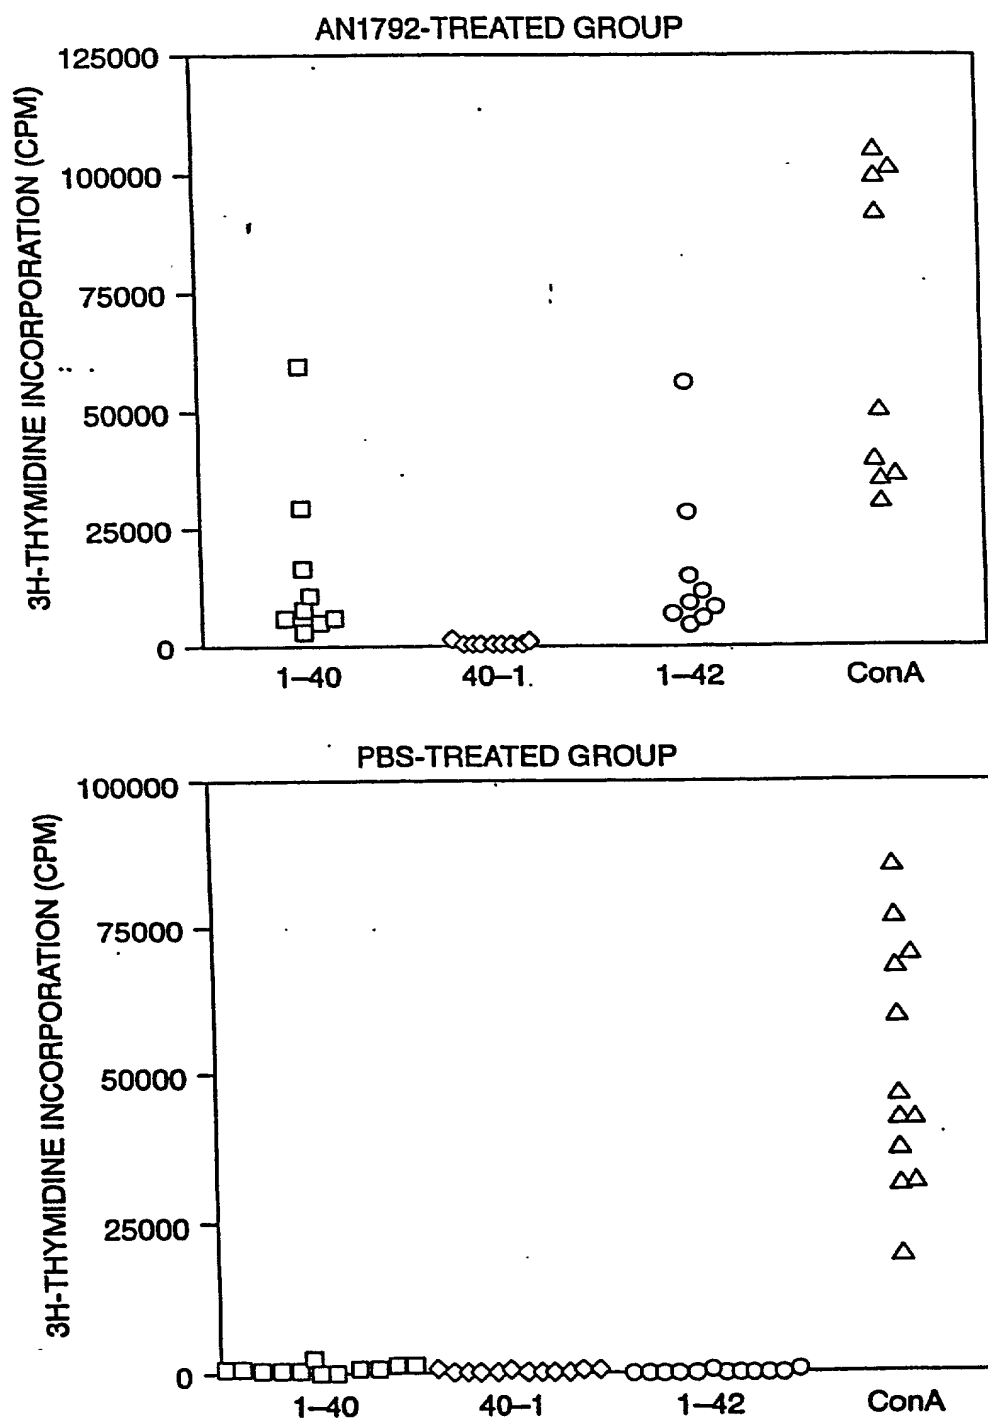 AN1792-TREATED GROUP
3H-THYMIDINE INCORPORATION (CPM)
125000
100000
75000
50000
25000
0
1–40
40–1
1–42
ConA
PBS-TREATED GROUP
3H-THYMIDINE INCORPORATION (CPM)
100000
75000
50000
25000
0
1–40
40–1
1–42
ConA